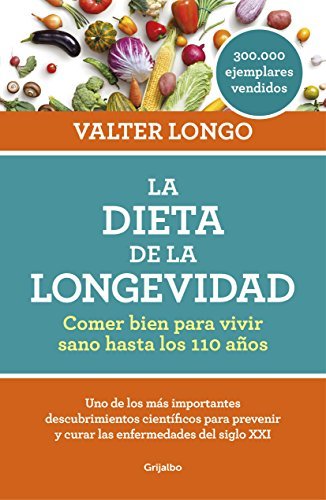 300.000
ejemplares
vendidos
VALTER LONGO
LA
DIETA
DE LA
LONGEVIDAD
Comer bien para vivir
sano hasta los 110 años
Uno de los más importantes
descubrimientos científicos para prevenir
y curar las enfermedades del siglo XXI
Grijalbo